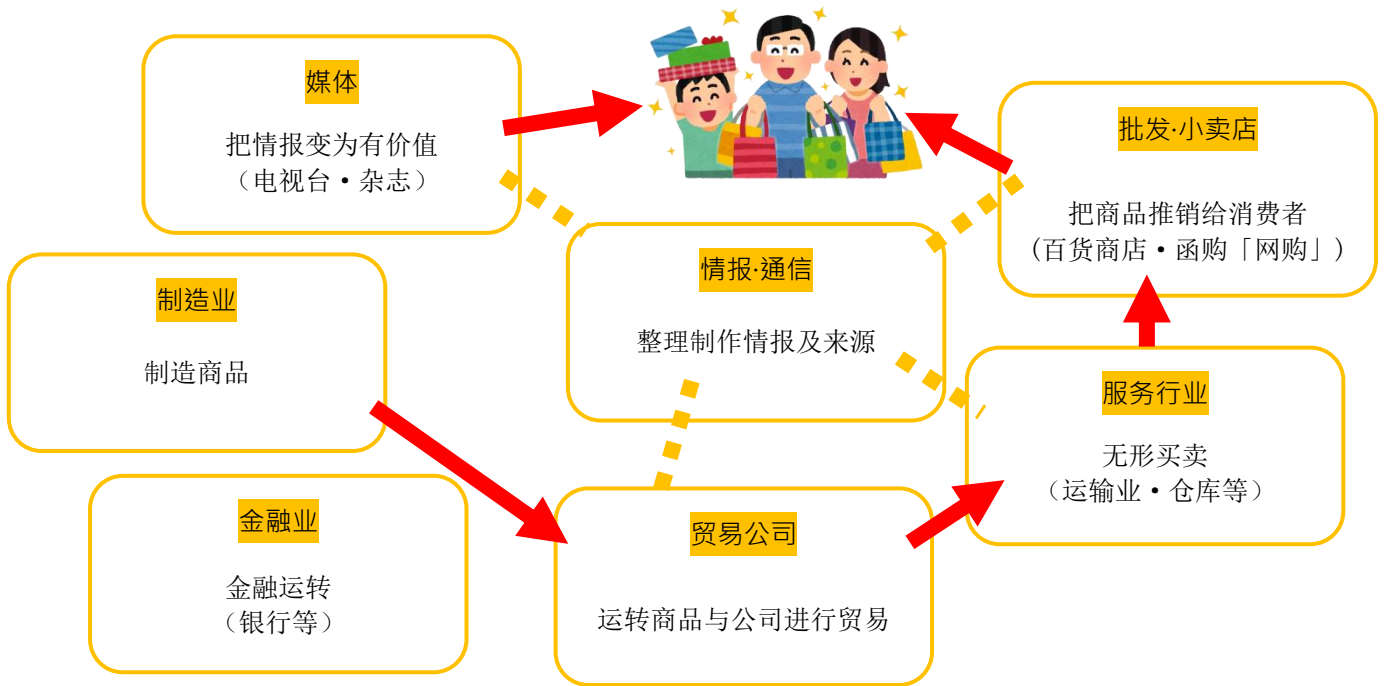 媒体
把情报变为有价值
（电视台・杂志）
批发·小卖店
把商品推销给消费者
(百货商店・函购「网购」)
情报·通信
整理制作情报及来源
制造业
制造商品
服务行业
无形买卖
（运输业・仓库等）
金融业
金融运转
（银行等）
贸易公司
运转商品与公司进行贸易